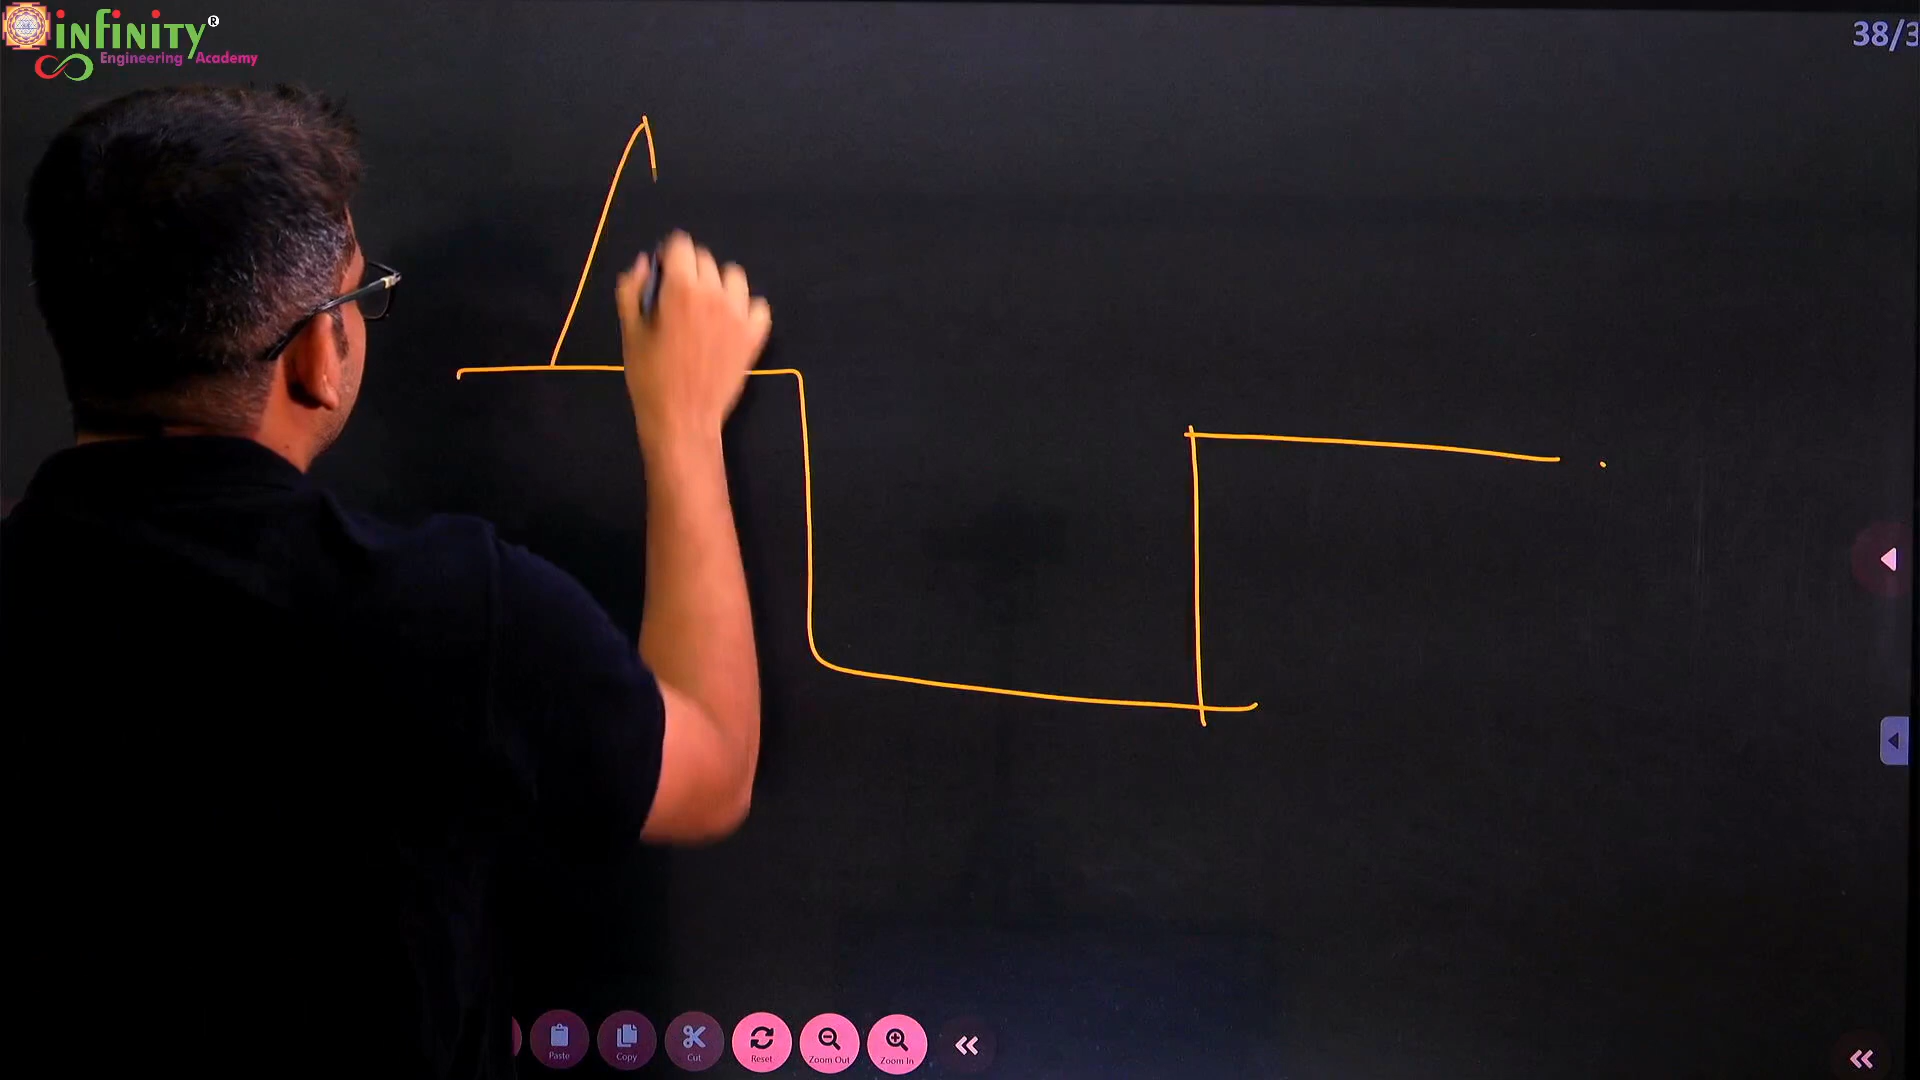 infinity®
Engineering Academy
38/3
Paste
Copy
Cut
Reset
Zoom Out
Zoom In